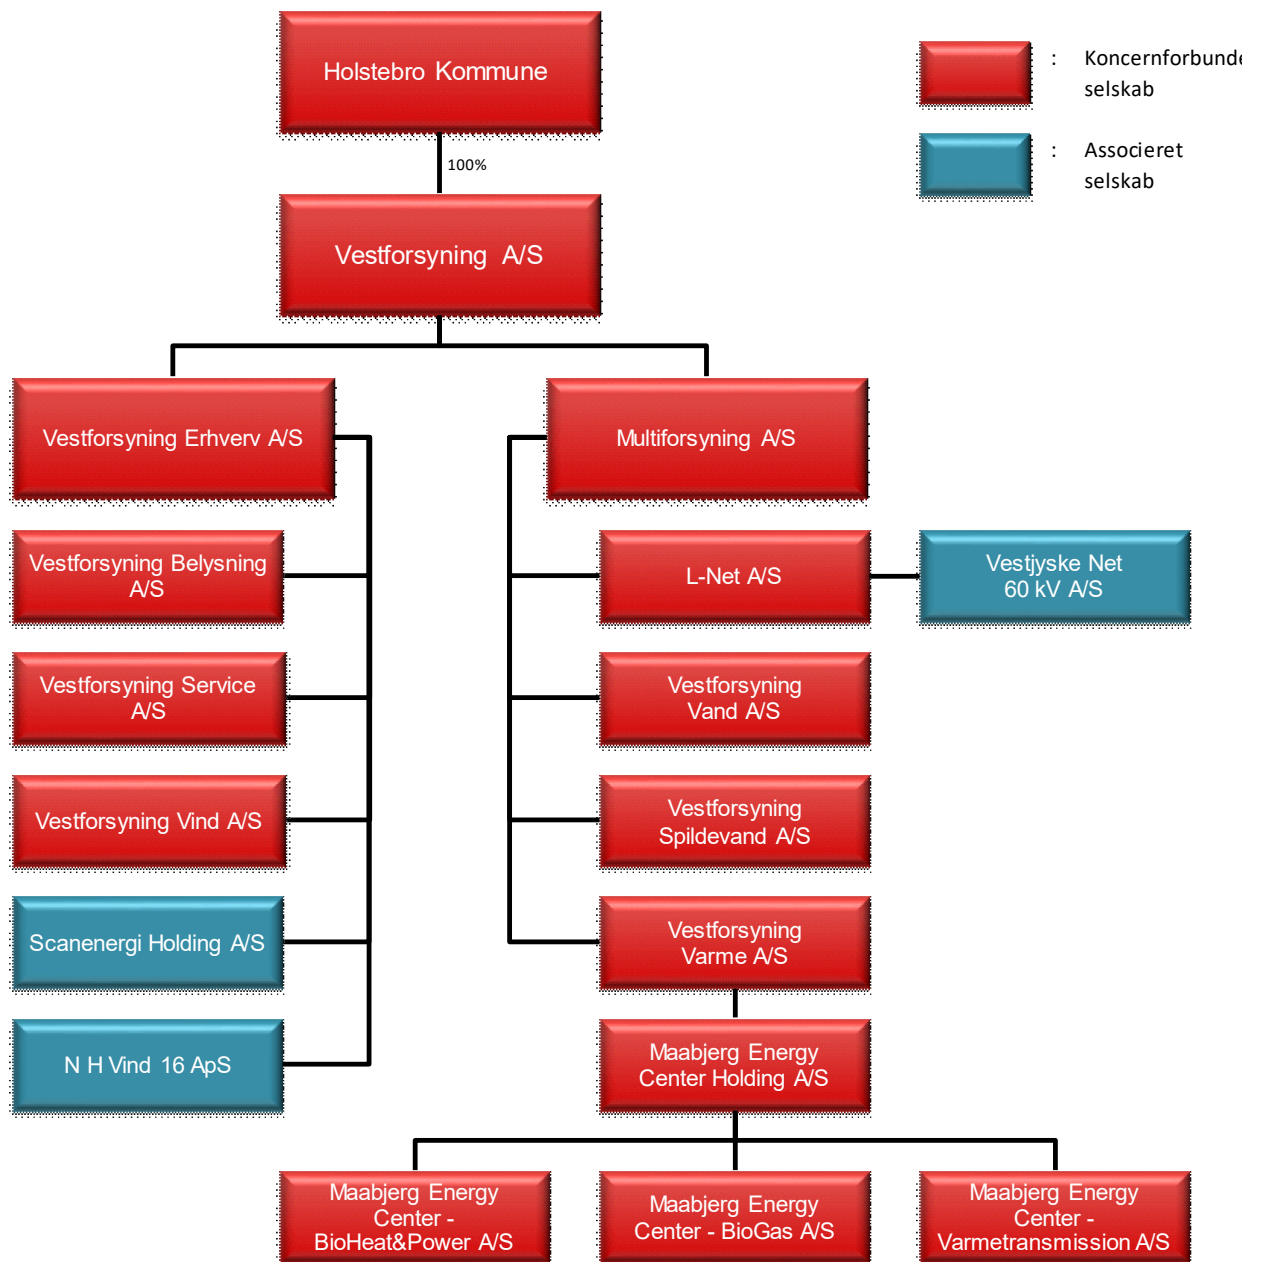 Holstebro Kommune
: Koncernforbunde
selskab
: Associeret
selskab
100%
Vestforsyning A/S
Vestforsyning Erhverv A/S
Multiforsyning A/S
Vestforsyning Belysning
A/S
L-Net A/S
Vestjyske Net
60 kV A/S
Vestforsyning Service
A/S
Vestforsyning
Vand A/S
Vestforsyning Vind A/S
Vestforsyning
Spildevand A/S
Scanenergi Holding A/S
Vestforsyning
Varme A/S
N H Vind 16 ApS
Maabjerg Energy
Center Holding A/S
Maabjerg Energy
Center -
BioHeat&Power A/S
Maabjerg Energy
Center - BioGas A/S
Maabjerg Energy
Center -
Varmetransmission A/S